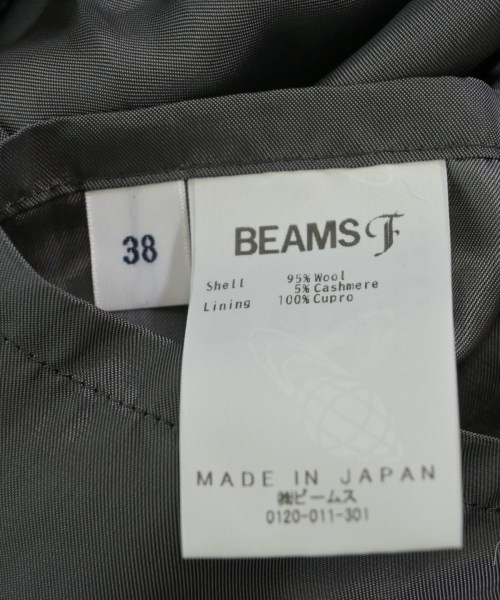 38
BEAMS F
Shell 95% Wool
5% Cashmere
Lining 100% Cupro
MADE IN JAPAN
㈱ビームス
0120-011-301